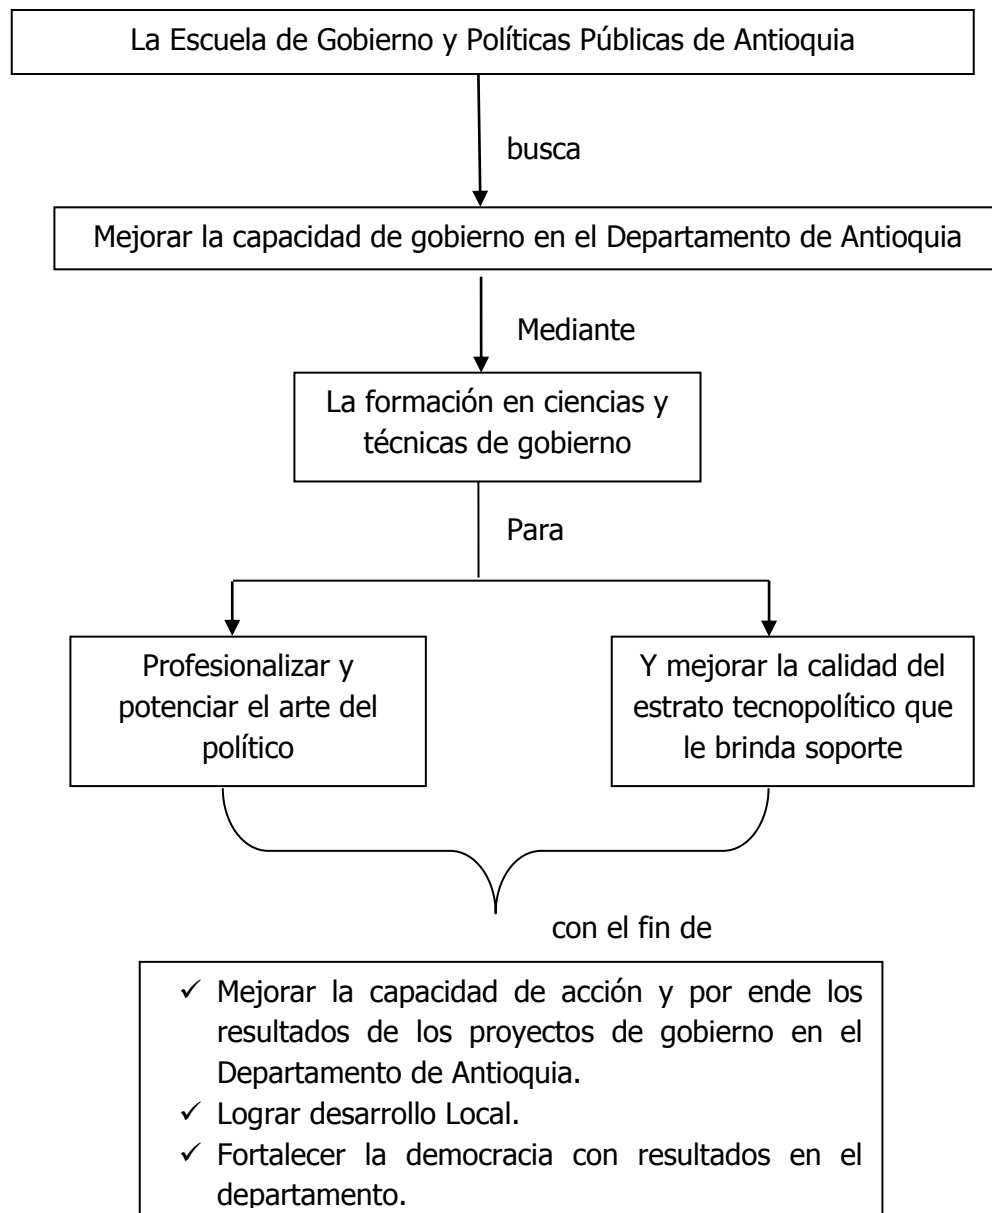 La Escuela de Gobierno y Políticas Públicas de Antioquia
busca
Mejorar la capacidad de gobierno en el Departamento de Antioquia
Mediante
La formación en ciencias y
técnicas de gobierno
Para
Profesionalizar y
potenciar el arte del
político
Y mejorar la calidad del
estrato tecnopolítico que
le brinda soporte
con el fin de
✓ Mejorar la capacidad de acción y por ende los
resultados de los proyectos de gobierno en el
Departamento de Antioquia.
✓ Lograr desarrollo Local.
✓ Fortalecer la democracia con resultados en el
departamento.